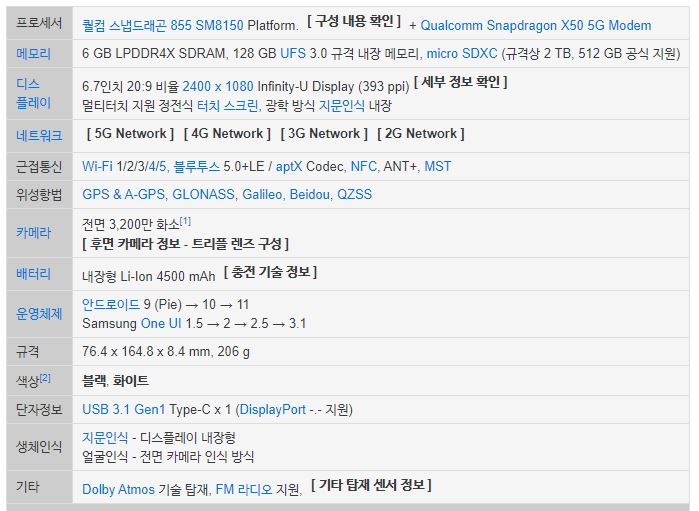 프로세서 퀄컴 스냅드래곤 855 SM8150 Platform. [ 구성 내용 확인 ] + Qualcomm Snapdragon X50 5G Modem
메모리 6 GB LPDDR4X SDRAM, 128 GB UFS 3.0 규격 내장 메모리, micro SDXC (규격상 2 TB, 512 GB 공식 지원)
디스
플레이
6.7인치 20:9 비율 2400 x 1080 Infinity-U Display (393 ppi) [ 세부 정보 확인 ]
멀티터치 지원 정전식 터치 스크린, 광학 방식 지문인식 내장
네트워크 [ 5G Network ] [ 4G Network ] [ 3G Network ] [ 2G Network ]
근접통신 Wi-Fi 1/2/3/4/5, 블루투스 5.0+LE / aptX Codec, NFC, ANT+, MST
위성항법 GPS & A-GPS, GLONASS, Galileo, Beidou, QZSS
카메라
전면 3,200만 화소[1]
[ 후면 카메라 정보 - 트리플 렌즈 구성 ]
배터리 내장형 Li-Ion 4500 mAh [ 충전 기술 정보 ]
운영체제
안드로이드 9 (Pie) → 10 → 11
Samsung One UI 1.5 → 2 → 2.5 → 3.1
규격 76.4 x 164.8 x 8.4 mm, 206 g
색상[2] 블랙, 화이트
단자정보 USB 3.1 Gen1 Type-C x 1 (DisplayPort -.- 지원)
생체인식
지문인식 - 디스플레이 내장형
얼굴인식 - 전면 카메라 인식 방식
기타 Dolby Atmos 기술 탑재, FM 라디오 지원, [ 기타 탑재 센서 정보 ]